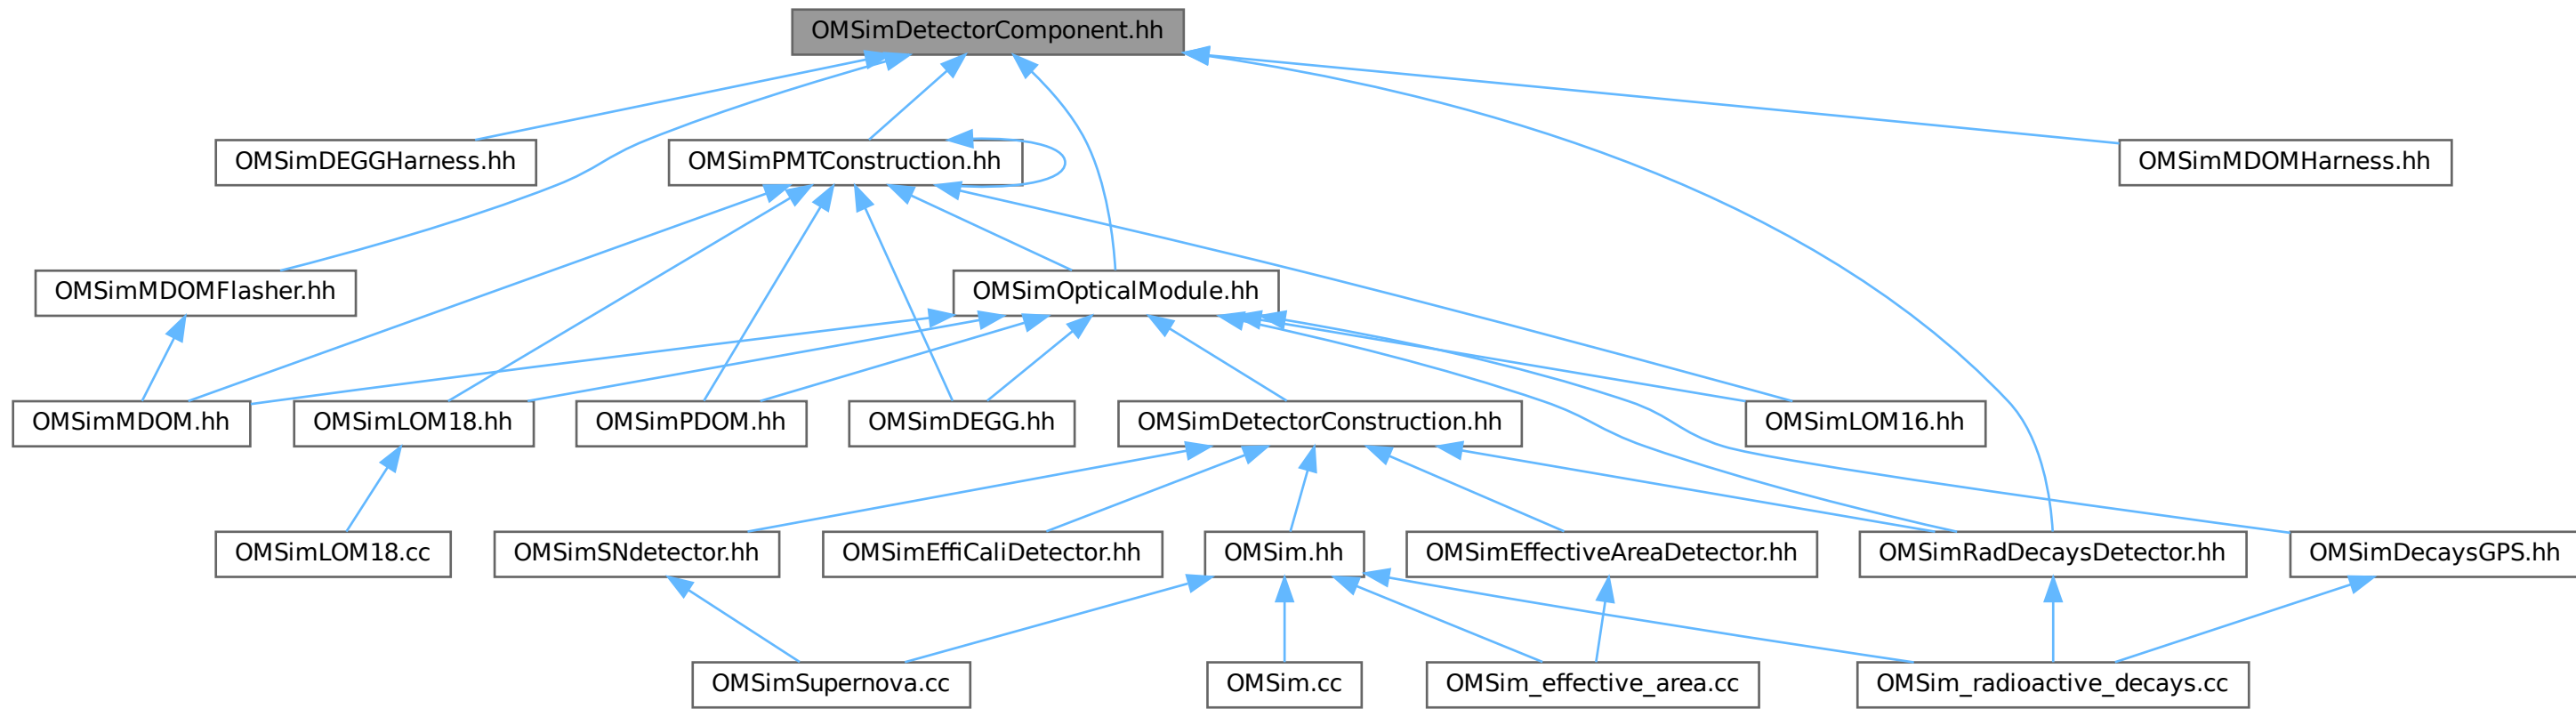 OMSimDetectorComponent.hh
OMSimDEGGHarness.hh
OMSimPMTConstruction.hh
OMSimMDOMHarness.hh
OMSimMDOMFlasher.hh
OMSimOpticalModule.hh
OMSimMDOM.hh
OMSimLOM18.hh
OMSimPDOM.hh
OMSimDEGG.hh
OMSimDetectorConstruction.hh
OMSimLOM16.hh
OMSimLOM18.cc
OMSimSNdetector.hh
OMSimEffiCaliDetector.hh
OMSim.hh
OMSimEffectiveAreaDetector.hh
OMSimRadDecaysDetector.hh
OMSimDecaysGPS.hh
OMSimSupernova.cc
OMSim.cc
OMSim_effective_area.cc
OMSim_radioactive_decays.cc